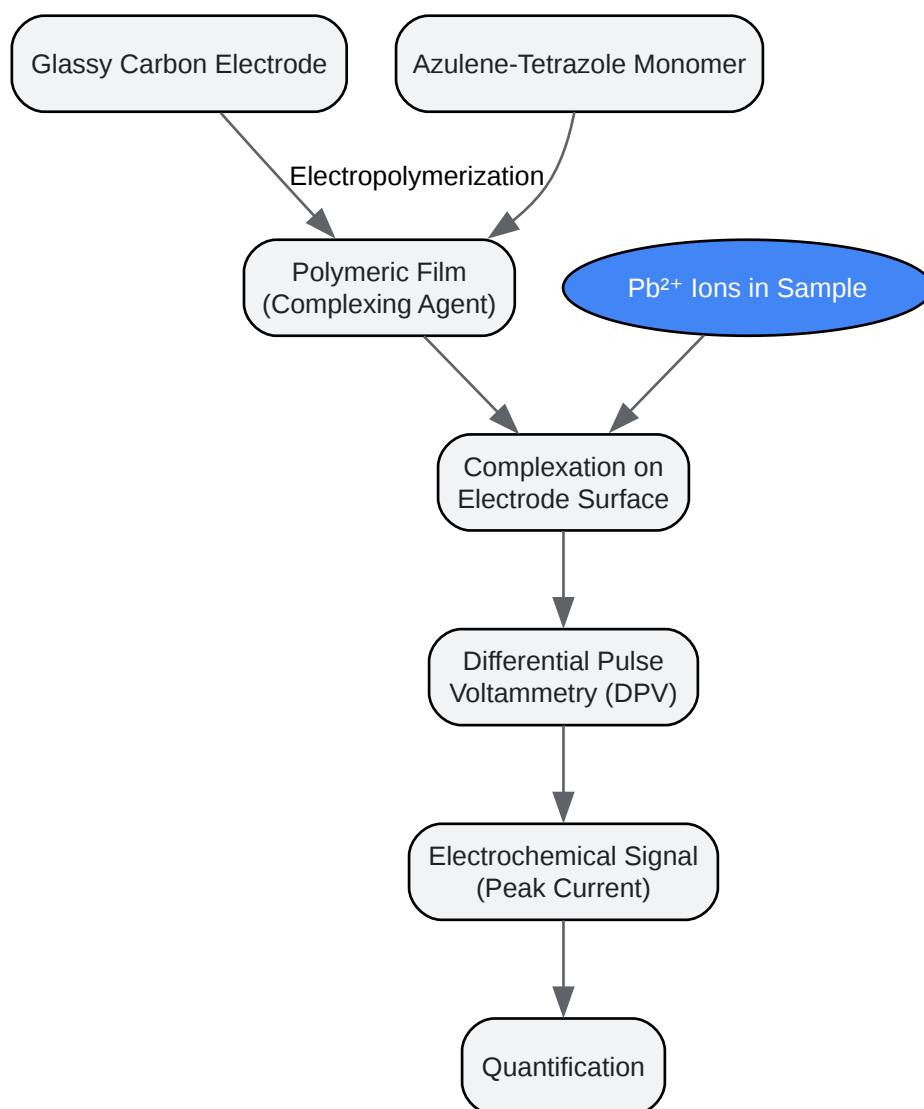 Glassy Carbon Electrode
Azulene-Tetrazole Monomer
Electropolymerization
Polymeric Film
(Complexing Agent)
Pb²⁺ Ions in Sample
Complexation on
Electrode Surface
Differential Pulse
Voltammetry (DPV)
Electrochemical Signal
(Peak Current)
Quantification